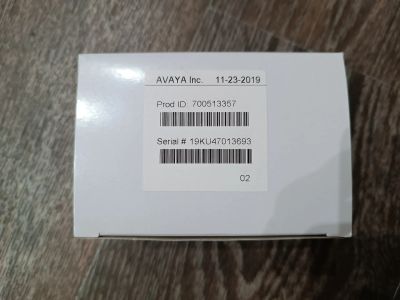 AVAYA Inc. 11-23-2019
Prod ID: 700513357
Serial # 19KU47013693
02